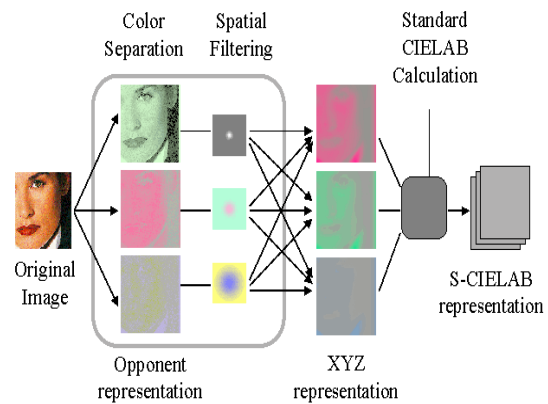 Color
Separation
Spatial
Filtering
Standard
CIELAB
Calculation
Original
Image
S-CIELAB
representation
Opponent
representation
XYZ
representation